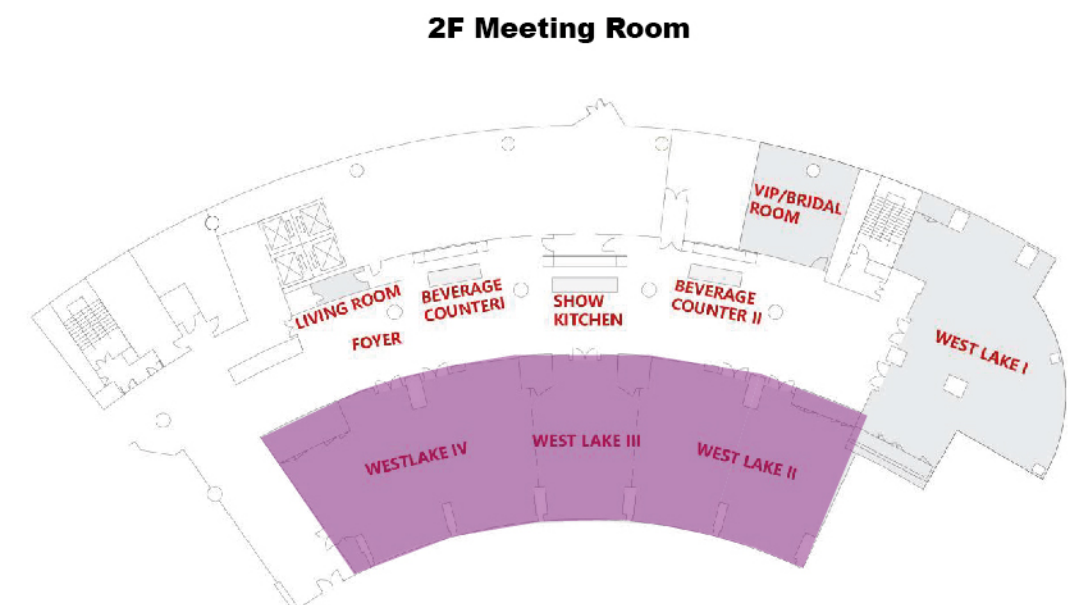 2F Meeting Room
VIP/BRIDAL
ROOM
LIVING ROOM
BEVERAGE
COUNTERI
SHOW
KITCHEN
BEVERAGE
COUNTER II
FOYER
WEST LAKE I
WESTLAKE IV
WEST LAKE III
WEST LAKE II